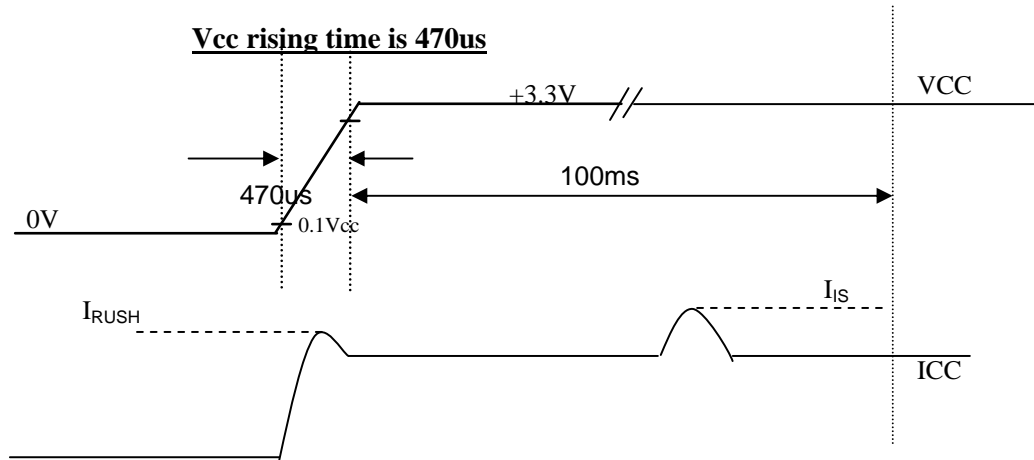 Vcc rising time is 470us
+3.3V
VCC
470us
100ms
0V
0.1Vcc
IRUSH
IIS
ICC